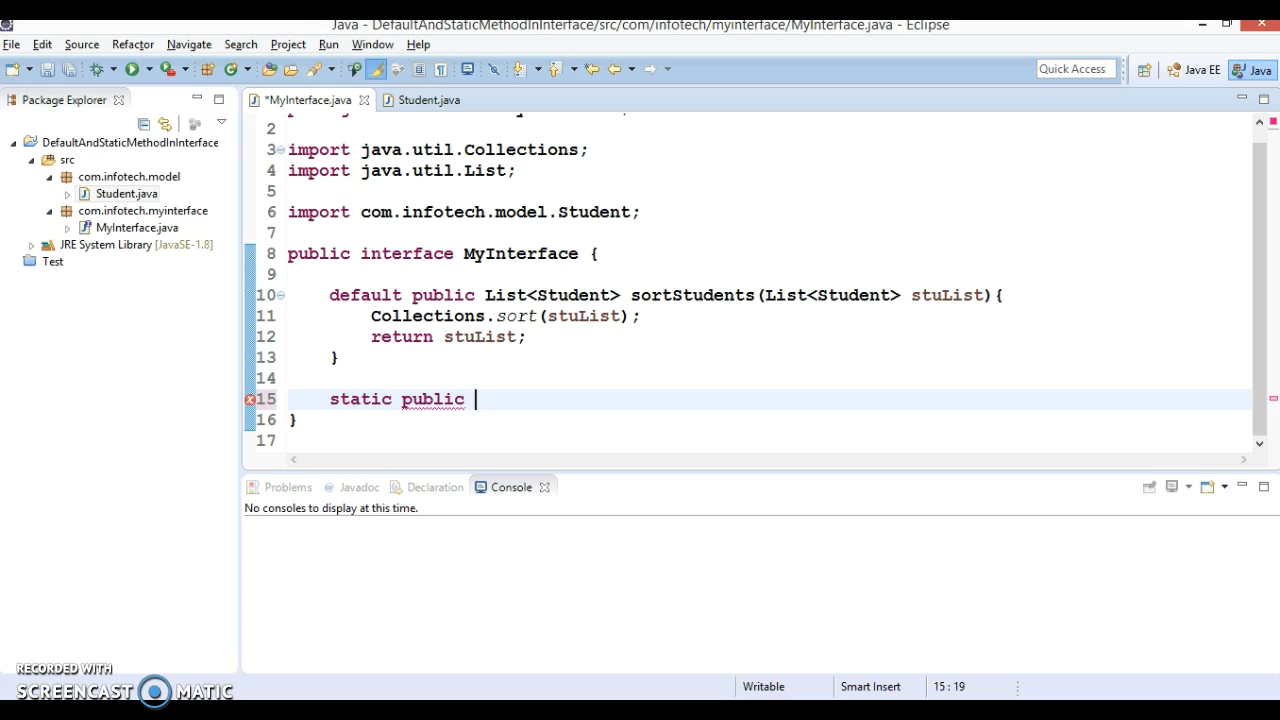 Java - DefaultAndStaticMethodInInterface/src/com/infotech/myinterface/MyInterface.java - Eclipse
File Edit Source Refactor Navigate Search Project Run Window Help
Quick Access Java EE Java
Package Explorer
*MyInterface.java Student.java
DefaultAndStaticMethodInInterface
src
com.infotech.model
Student.java
com.infotech.myinterface
MyInterface.java
JRE System Library [JavaSE-1.8]
Test
2
3 import java.util.Collections;
4 import java.util.List;
5
6 import com.infotech.model.Student;
7
8 public interface MyInterface {
9
10 default public List<Student> sortStudents(List<Student> stuList){
11 Collections.sort(stuList);
12 return stuList;
13 }
14
15 static public
16 }
17
Problems Javadoc Declaration Console
No consoles to display at this time.
Writable Smart Insert 15 : 19
RECORDED WITH
SCREENCAST MATIC